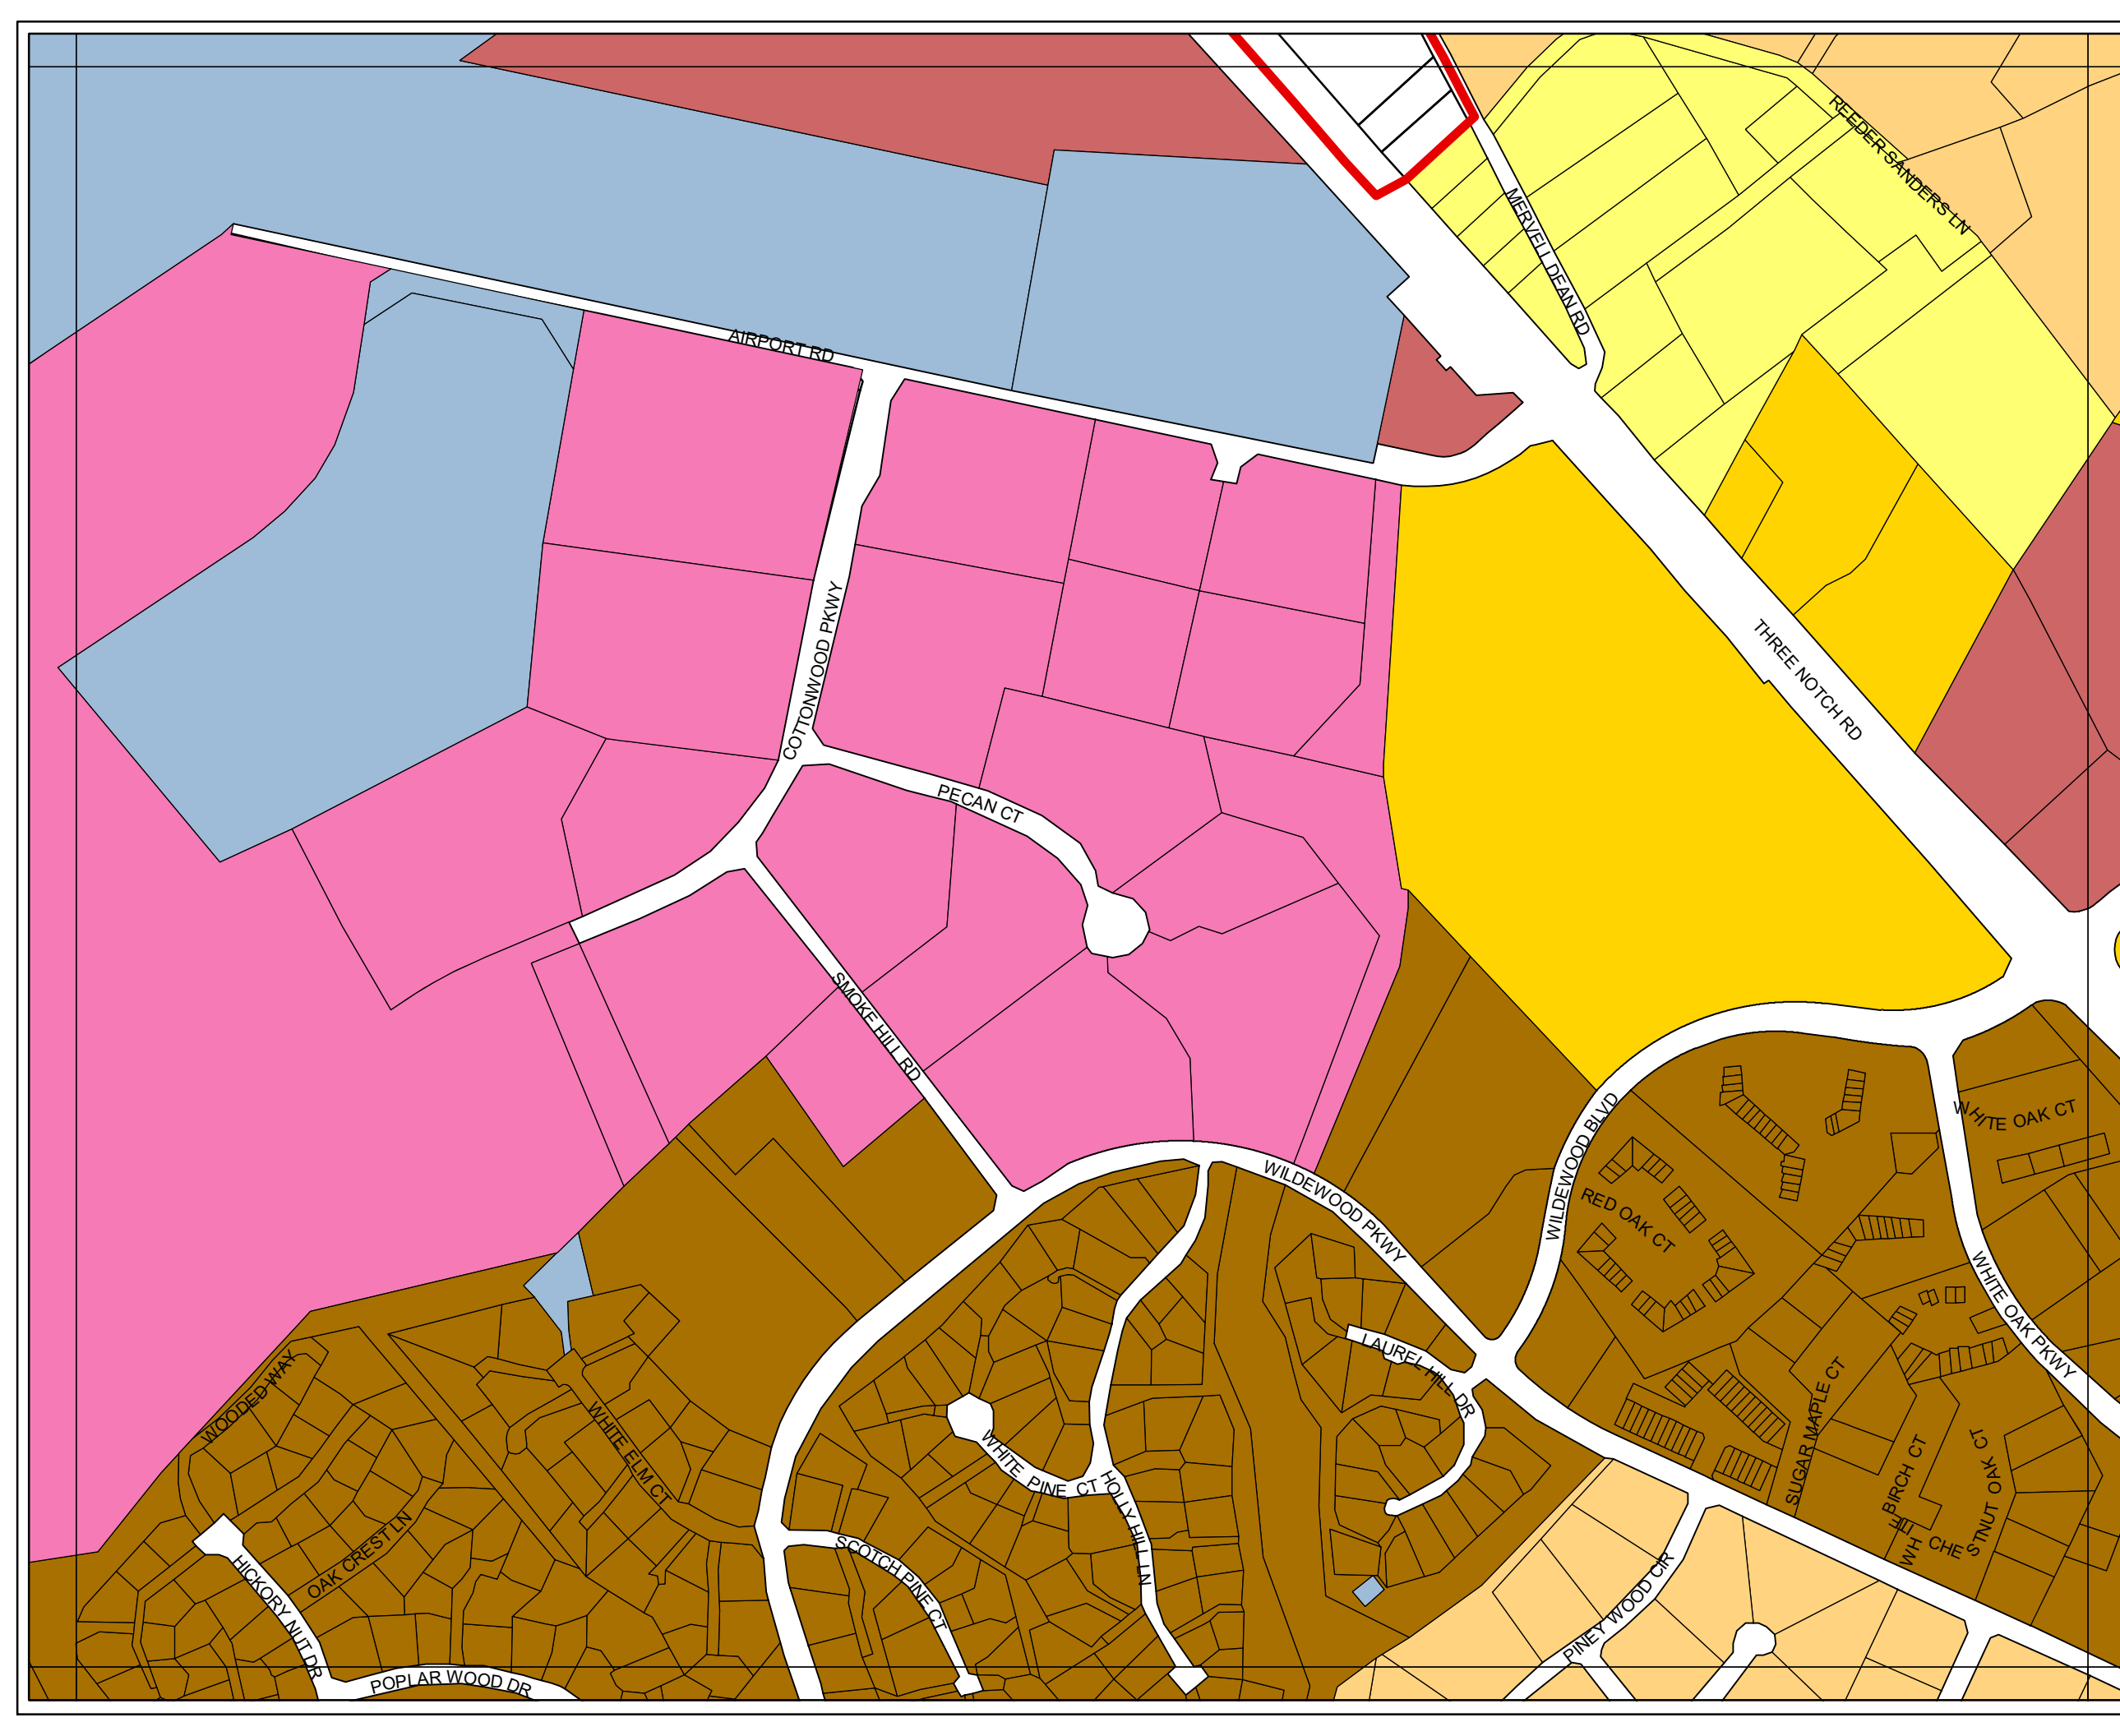 REEDER SANDERS LN
MERVELL DEAN RD
AIRPORT RD
COTTONWOOD PKWY
THREE NOTCH RD
PECAN CT
SMOKE HILL RD
WILDEWOOD BLVD
WHITE OAK CT
WILDEWOOD PKWY
RED OAK CT
WHITE OAK PKWY
LAUREL HILL DR
WOODED WAY
WHITE ELM CT
SUGAR MAPLE CT
WHITE PINE CT
HOLLY HILL LN
WHITE BIRCH CT
CHESTNUT OAK CT
OAK CREST LN
HICKORY NUT DR
SCOTCH PINE CT
PINEY WOOD CIR
POPLAR WOOD DR